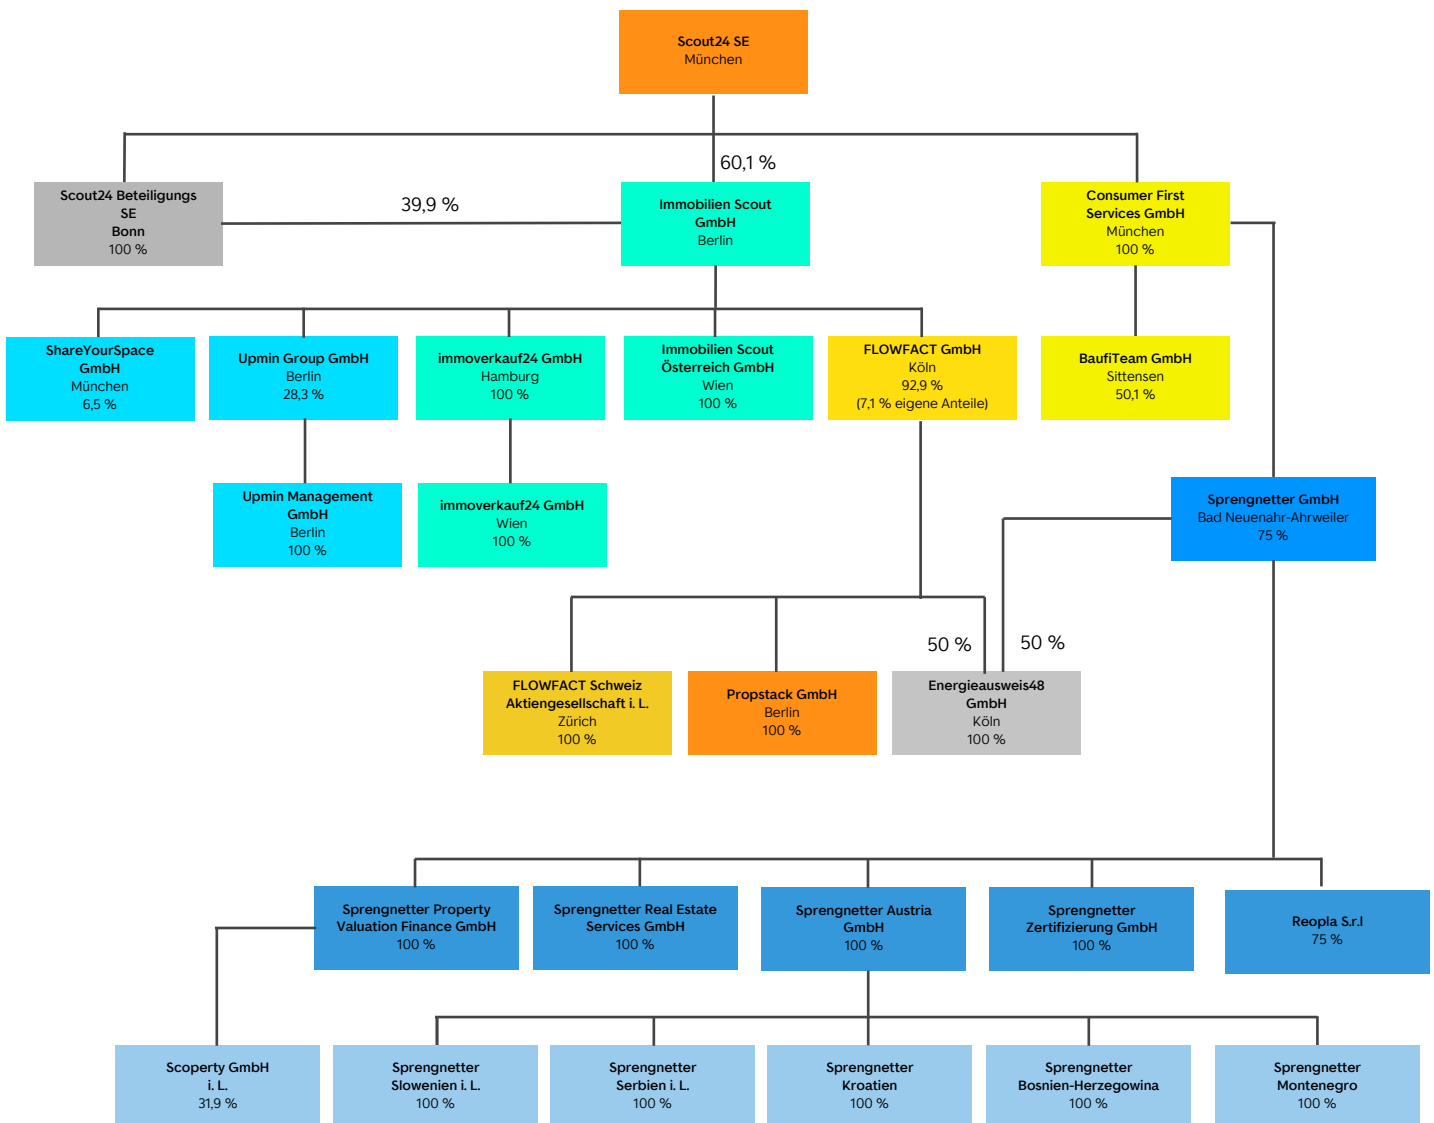 Scout24 SE
München
60,1 %
39,9 %
Scout24 Beteiligungs
SE
Bonn
100 %
Immobilien Scout
GmbH
Berlin
Consumer First
Services GmbH
München
100 %
ShareYourSpace
GmbH
München
6,5 %
Upmin Group GmbH
Berlin
28,3 %
immoverkauf24 GmbH
Hamburg
100 %
Immobilien Scout
Österreich GmbH
Wien
100 %
FLOWFACT GmbH
Köln
92,9 %
(7,1 % eigene Anteile)
BaufiTeam GmbH
Sittensen
50,1 %
Upmin Management
GmbH
Berlin
100 %
immoverkauf24 GmbH
Wien
100 %
Sprengnetter GmbH
Bad Neuenahr-Ahrweiler
75 %
50 %
50 %
FLOWFACT Schweiz
Aktiengesellschaft i. L.
Zürich
100 %
Propstack GmbH
Berlin
100 %
Energieausweis48
GmbH
Köln
100 %
Sprengnetter Property
Valuation Finance GmbH
100 %
Sprengnetter Real Estate
Services GmbH
100 %
Sprengnetter Austria
GmbH
100 %
Sprengnetter
Zertifizierung GmbH
100 %
Reopla S.r.l
75 %
Scoperty GmbH
i. L.
31,9 %
Sprengnetter
Slowenien i. L.
100 %
Sprengnetter
Serbien i. L.
100 %
Sprengnetter
Kroatien
100 %
Sprengnetter
Bosnien-Herzegowina
100 %
Sprengnetter
Montenegro
100 %